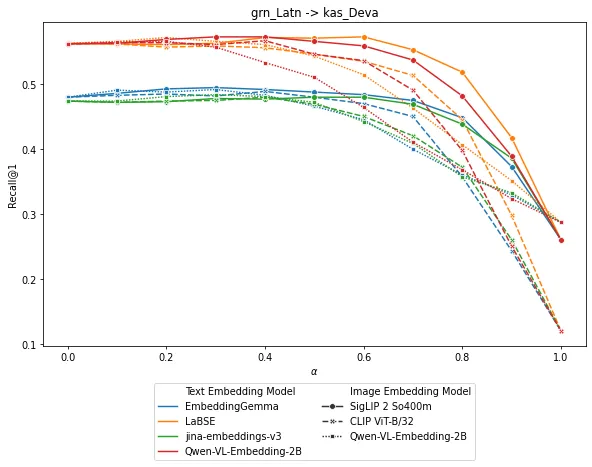 grn_Latn -> kas_Deva
Recall@1
0.5
0.4
0.3
0.2
0.1
0.0 0.2 0.4 0.6 0.8 1.0
α
Text Embedding Model
EmbeddingGemma
LaBSE
jina-embeddings-v3
Qwen-VL-Embedding-2B
Image Embedding Model
SigLIP 2 So400m
CLIP ViT-B/32
Qwen-VL-Embedding-2B